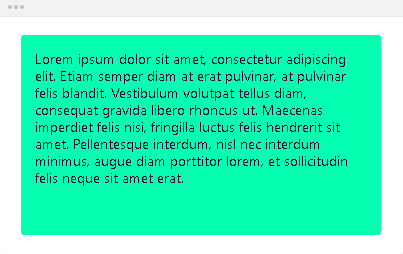 Lorem ipsum dolor sit amet, consectetur adipiscing
elit. Etiam semper diam at erat pulvinar, at pulvinar
felis blandit. Vestibulum volutpat tellus diam,
consequat gravida libero rhoncus ut. Maecenas
imperdiet felis nisi, fringilla luctus felis hendrerit sit
amet. Pellentesque interdum, nisl nec interdum
minimus, augue diam porttitor lorem, et sollicitudin
felis neque sit amet erat.